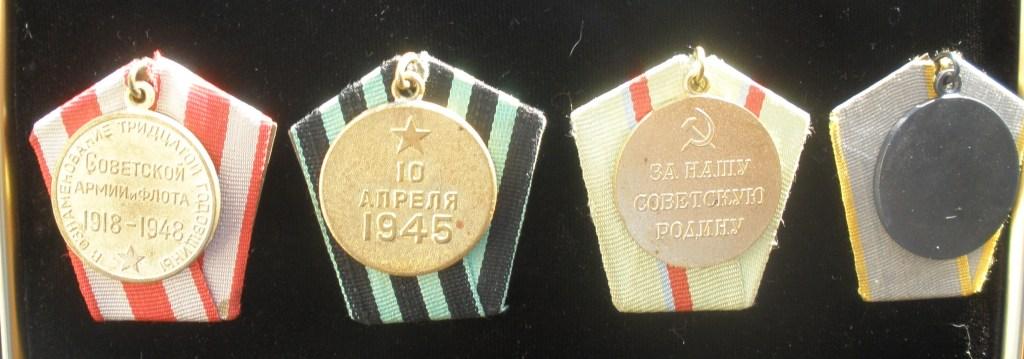 В ОЗНАМЕНОВАНИЕ ТРИДЦАТОЙ ГОДОВЩИНЫ
СОВЕТСКОЙ
АРМИИ И ФЛОТА
1918-1948
10
АПРЕЛЯ
1945
ЗА НАШУ
СОВЕТСКУЮ
РОДИНУ